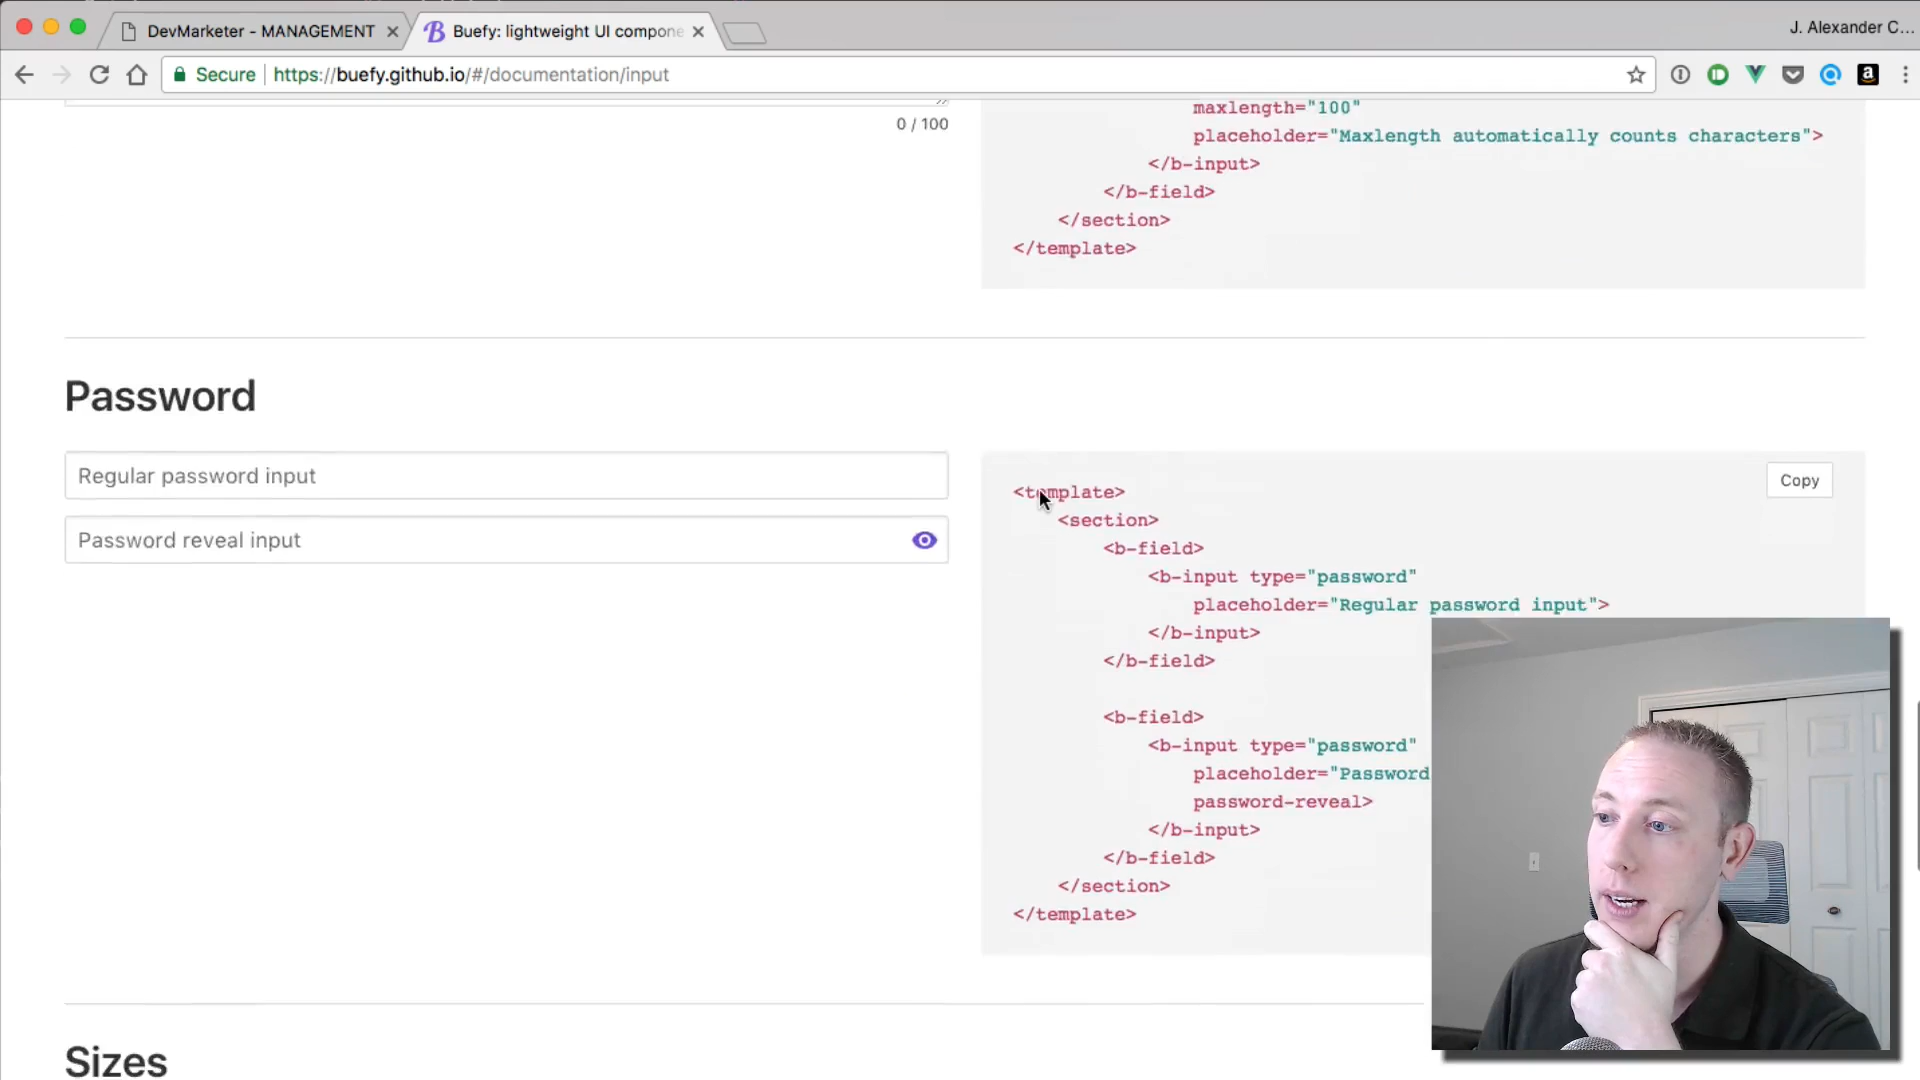 DevMarketer - MANAGEMENT
Buefy: lightweight UI compone
J. Alexander C...
Secure
https://buefy.github.io/#/documentation/input
0 / 100
maxlength="100"
placeholder="Maxlength automatically counts characters">
</b-input>
</b-field>
</section>
</template>
Password
Regular password input
Password reveal input
Copy
<template>
<section>
<b-field>
<b-input type="password"
placeholder="Regular password input">
</b-input>
</b-field>
<b-field>
<b-input type="password"
placeholder="Password
password-reveal>
</b-input>
</b-field>
</section>
</template>
Sizes